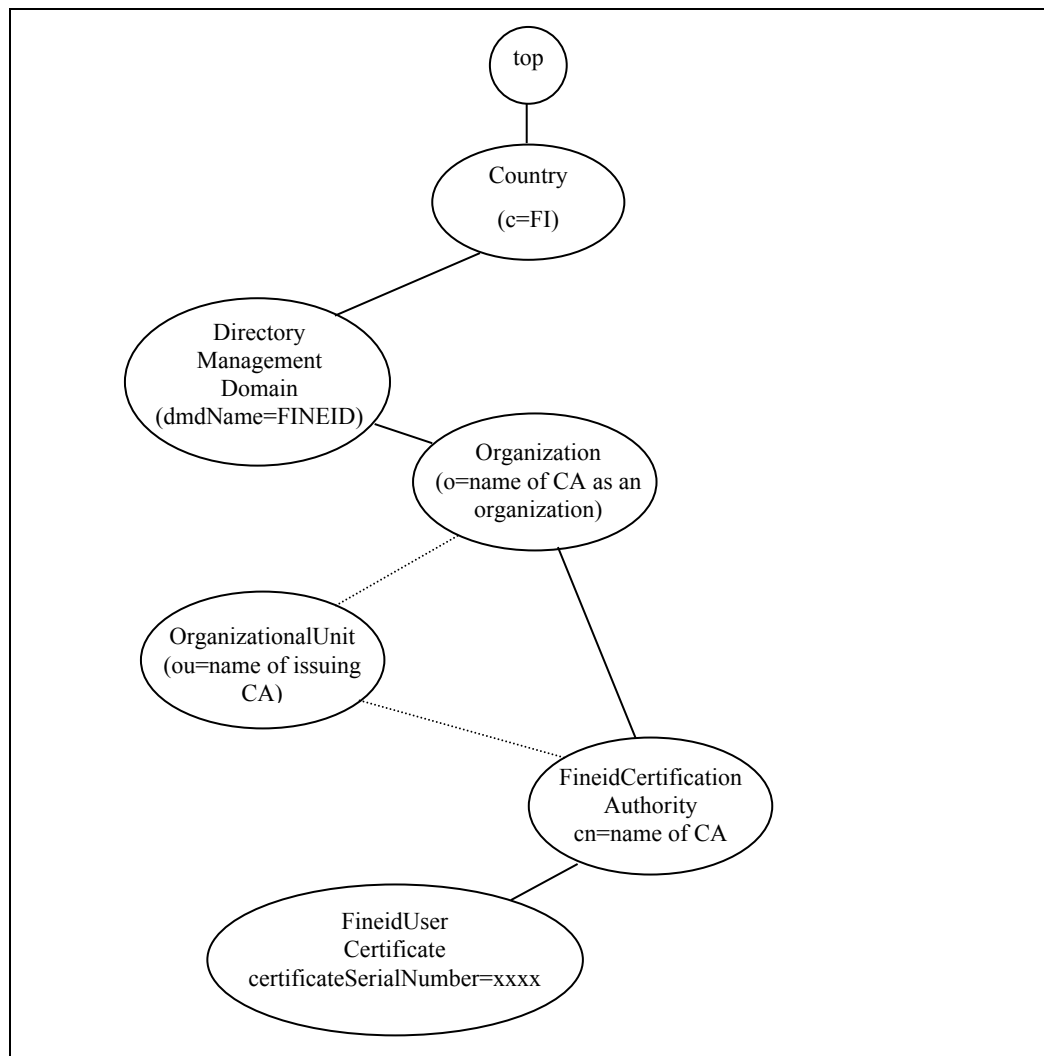 top
Country
(c=FI)
Directory
Management
Domain
(dmdName=FINEID)
Organization
(o=name of CA as an
organization)
OrganizationalUnit
(ou=name of issuing
CA)
FineidCertification
Authority
cn=name of CA
FineidUser
Certificate
certificateSerialNumber=xxxx